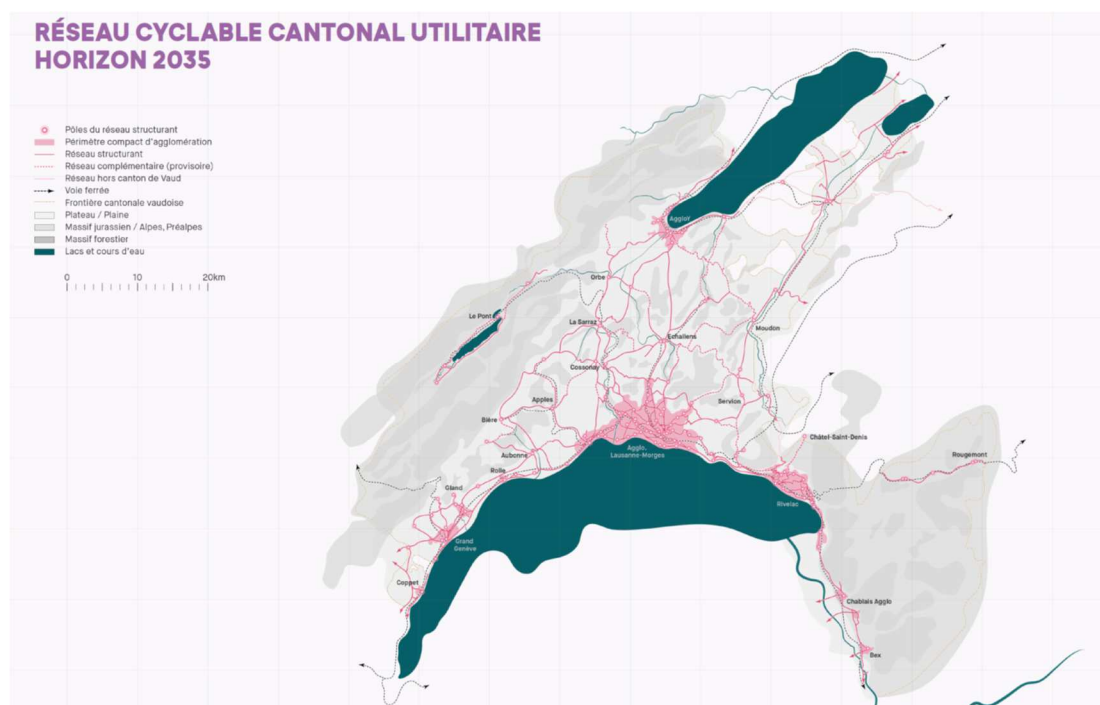 RÉSEAU CYCLABLE CANTONAL UTILITAIRE
HORIZON 2035
Pôles du réseau structurant
Périmètre compact d'agglomération
Réseau structurant
Réseau complémentaire (provisoire)
Réseau hors canton de Vaud
Voie ferrée
Frontière cantonale vaudoise
Plateau / Plaine
Massif jurassien / Alpes, Préalpes
Massif forestier
Lacs et cours d'eau
0 10 20km
AggloY
Orbe
Le Pont
La Sarraz
Moudon
Echallens
Cossonay
Apples
Servion
Bière
Châtel-Saint-Denis
Agglo.
Lausanne-Morges
Aubonne
Rougemont
Rolle
Gland
Rivelac
Grand
Genève
Coppet
Chablais Agglo
Bex